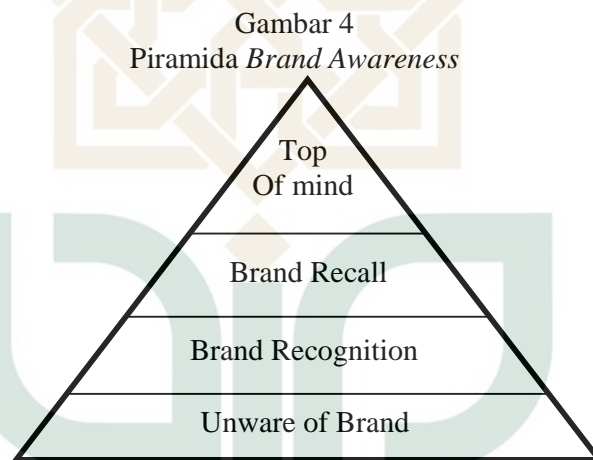 Gambar 4
Piramida Brand Awareness
Top
Of mind
Brand Recall
Brand Recognition
Unware of Brand